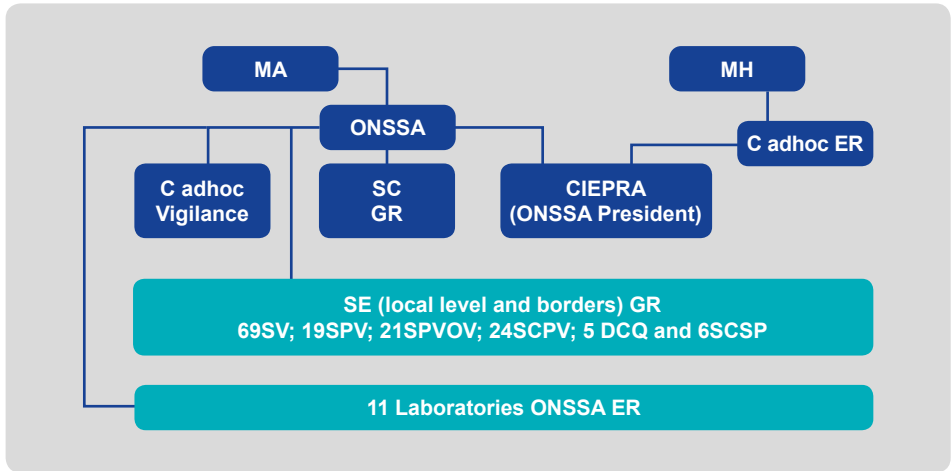 MA
MH
ONSSA
C adhoc ER
C adhoc
Vigilance
SC
GR
CIEPRA
(ONSSA President)
SE (local level and borders) GR
69SV; 19SPV; 21SPVOV; 24SCPV; 5 DCQ and 6SCSP
11 Laboratories ONSSA ER